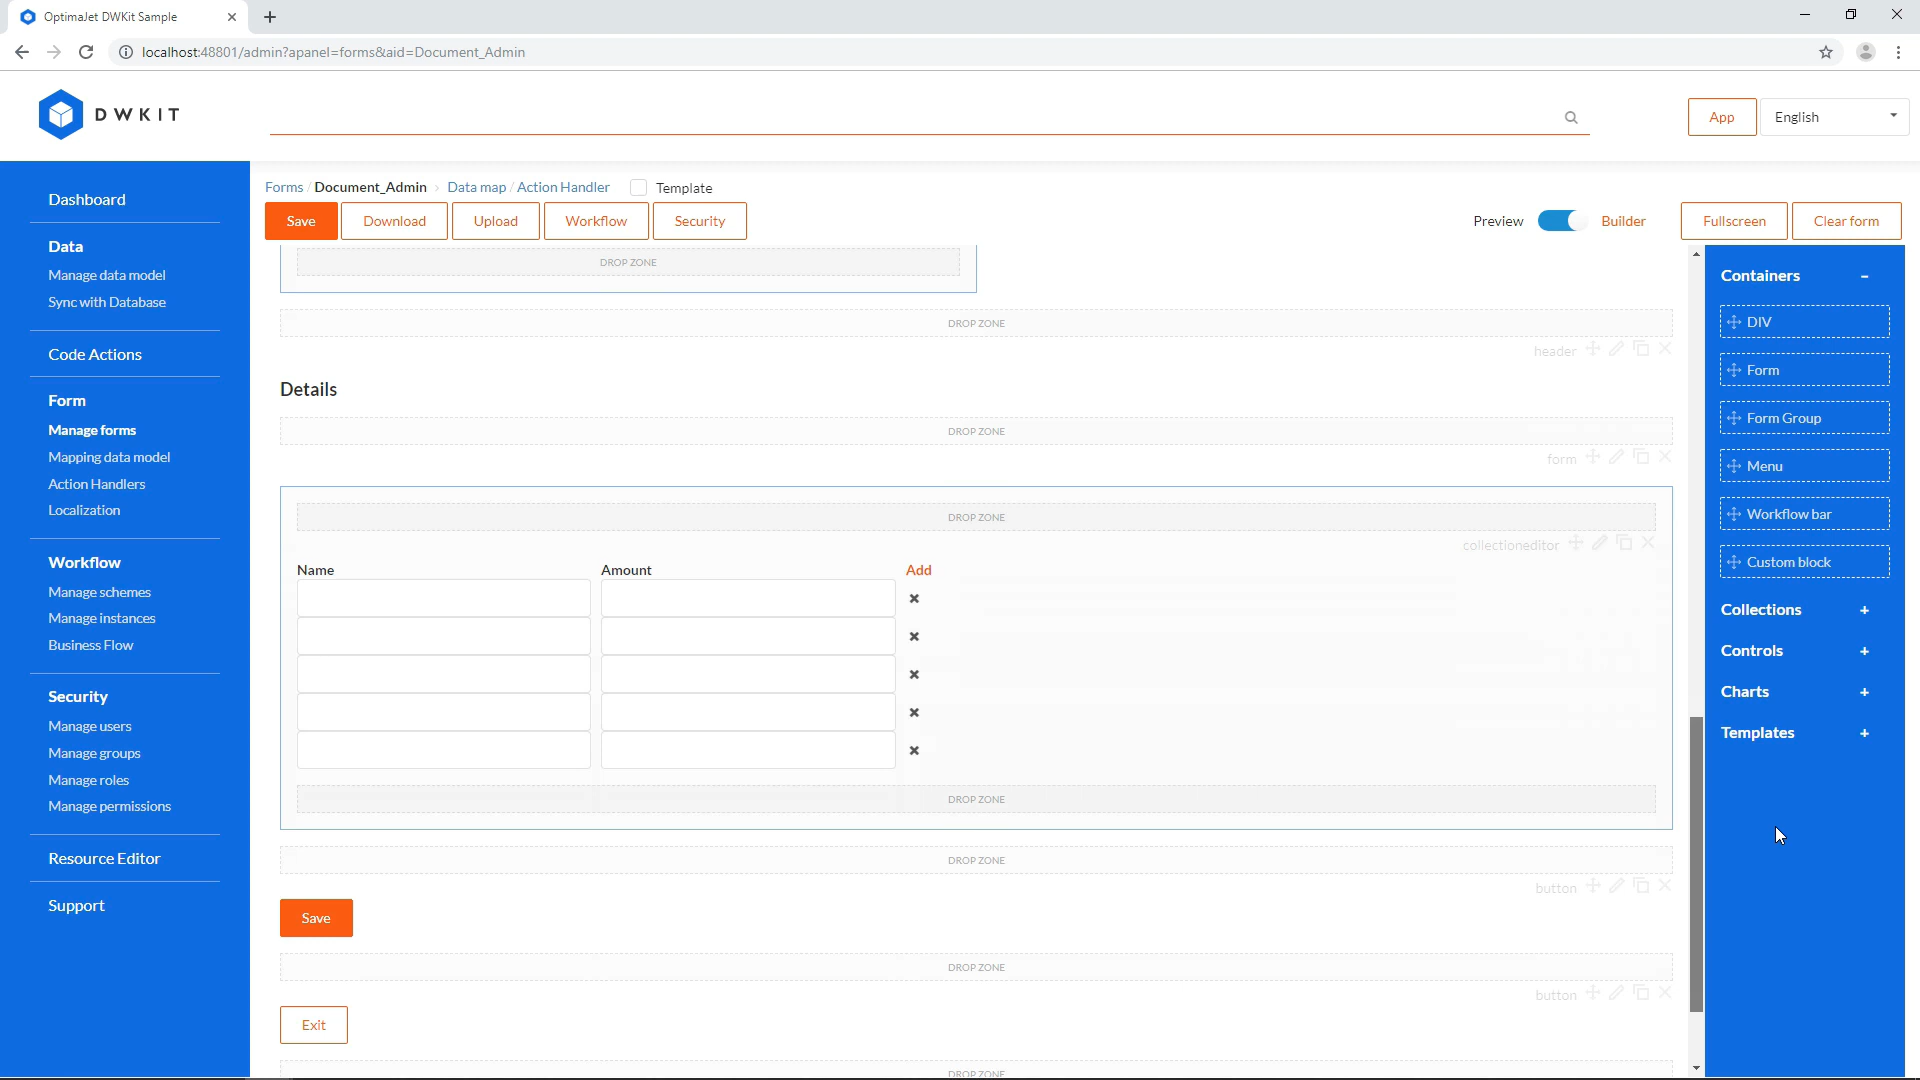 OptimaJet DWKit Sample
localhost:48801/admin?apanel=forms&aid=Document_Admin
DWKIT
App
English
Dashboard
Data
Manage data model
Sync with Database
Code Actions
Form
Manage forms
Mapping data model
Action Handlers
Localization
Workflow
Manage schemes
Manage instances
Business Flow
Security
Manage users
Manage groups
Manage roles
Manage permissions
Resource Editor
Support
Forms / Document_Admin › Data map / Action Handler Template
Save Download Upload Workflow Security
Preview Builder Fullscreen Clear form
DROP ZONE
DROP ZONE
header
Details
DROP ZONE
form
DROP ZONE
collectioneditor
Name Amount Add
DROP ZONE
DROP ZONE
button
Save
DROP ZONE
button
Exit
DROP ZONE
Containers –
DIV
Form
Form Group
Menu
Workflow bar
Custom block
Collections +
Controls +
Charts +
Templates +